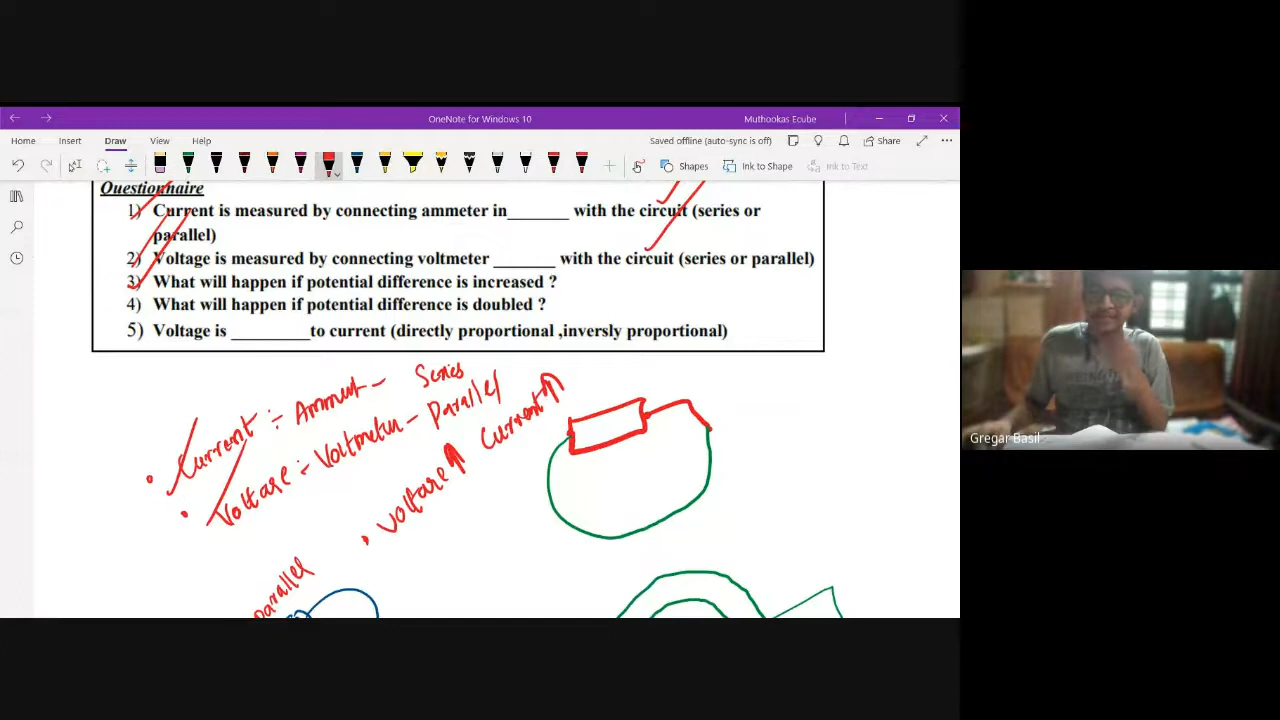 OneNote for Windows 10
Muthookas Ecube
Home Insert Draw View Help
Saved offline (auto-sync is off)
Share
Shapes
Ink to Shape
Ink to Text
Questionnaire
1) Current is measured by connecting ammeter in_______ with the circuit (series or
parallel)
2) Voltage is measured by connecting voltmeter _______ with the circuit (series or parallel)
3) What will happen if potential difference is increased ?
4) What will happen if potential difference is doubled ?
5) Voltage is _________to current (directly proportional ,inversly proportional)
Current :- Ammet - Series
Voltage :- Voltmeter - Parallel
Voltage Current
parallel
Gregar Basil